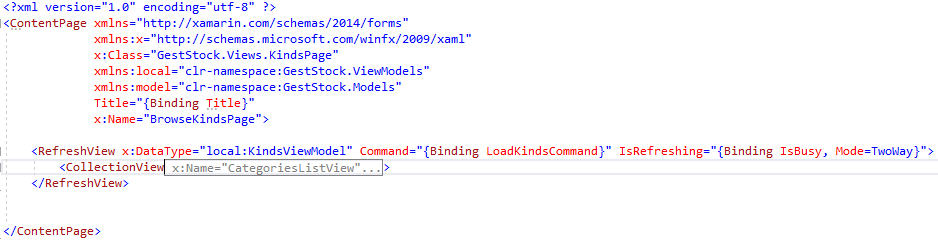 <?xml version="1.0" encoding="utf-8" ?>
<ContentPage xmlns="http://xamarin.com/schemas/2014/forms"
xmlns:x="http://schemas.microsoft.com/winfx/2009/xaml"
x:Class="GestStock.Views.KindsPage"
xmlns:local="clr-namespace:GestStock.ViewModels"
xmlns:model="clr-namespace:GestStock.Models"
Title="{Binding Title}"
x:Name="BrowseKindsPage">
<RefreshView x:DataType="local:KindsViewModel" Command="{Binding LoadKindsCommand}" IsRefreshing="{Binding IsBusy, Mode=TwoWay}">
<CollectionView x:Name="CategoriesListView"...>
</RefreshView>
</ContentPage>